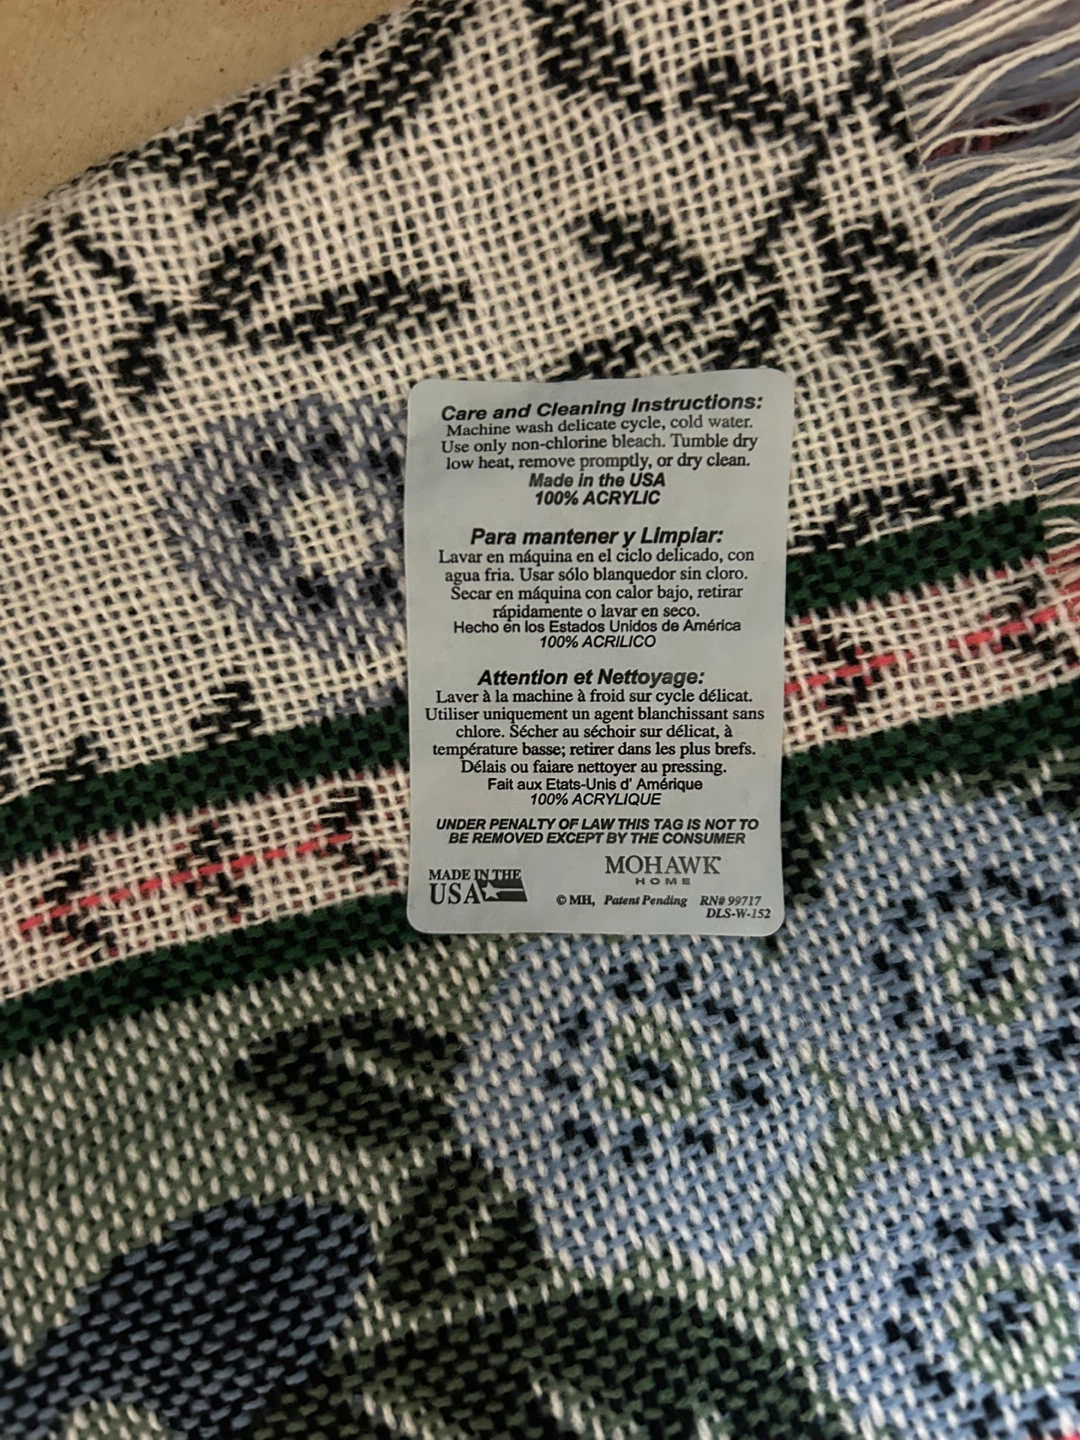 Care and Cleaning Instructions:
Machine wash delicate cycle, cold water.
Use only non-chlorine bleach. Tumble dry
low heat, remove promptly, or dry clean.
Made in the USA
100% ACRYLIC
Para mantener y Limpiar:
Lavar en máquina en el ciclo delicado, con
agua fria. Usar sólo blanquedor sin cloro.
Secar en máquina con calor bajo, retirar
rápidamente o lavar en seco.
Hecho en los Estados Unidos de América
100% ACRILICO
Attention et Nettoyage:
Laver à la machine à froid sur cycle délicat.
Utiliser uniquement un agent blanchissant sans
chlore. Sécher au séchoir sur délicat, à
température basse; retirer dans les plus brefs.
Délais ou faiare nettoyer au pressing.
Fait aux Etats-Unis d' Amérique
100% ACRYLIQUE
UNDER PENALTY OF LAW THIS TAG IS NOT TO
BE REMOVED EXCEPT BY THE CONSUMER
MADE IN THE
USA
MOHAWK
HOME
© MH, Patent Pending RN# 99717
DLS-W-152